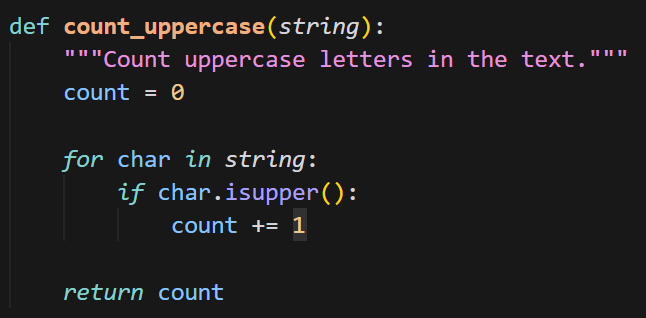 def count_uppercase(string):
    """Count uppercase letters in the text."""
    count = 0

    for char in string:
        if char.isupper():
            count += 1

    return count